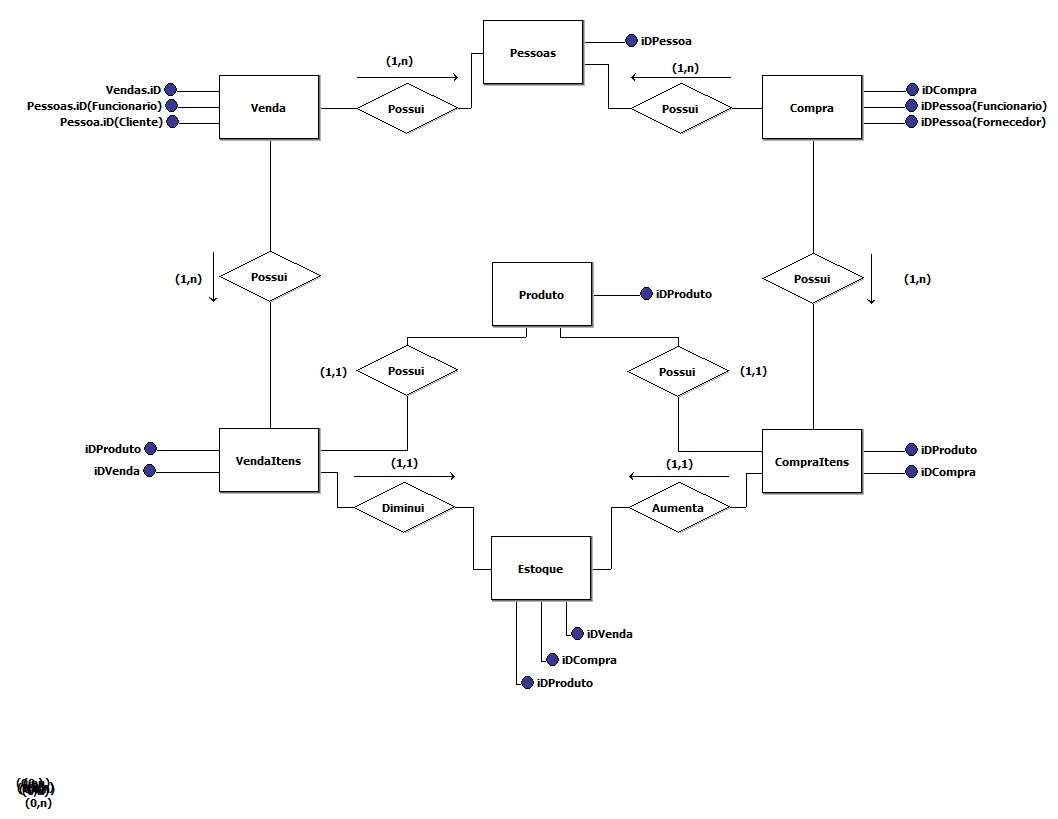 Pessoas
iDPessoa
(1,n)
(1,n)
Vendas.iD
Pessoas.iD(Funcionario)
Pessoa.iD(Cliente)
Venda
Possui
Possui
Compra
iDCompra
iDPessoa(Funcionario)
iDPessoa(Fornecedor)
(1,n)
Possui
Possui
(1,n)
Produto
iDProduto
(1,1)
Possui
Possui
(1,1)
iDProduto
iDVenda
VendaItens
(1,1)
(1,1)
CompraItens
iDProduto
iDCompra
Diminui
Aumenta
Estoque
iDVenda
iDCompra
iDProduto
(0,n)